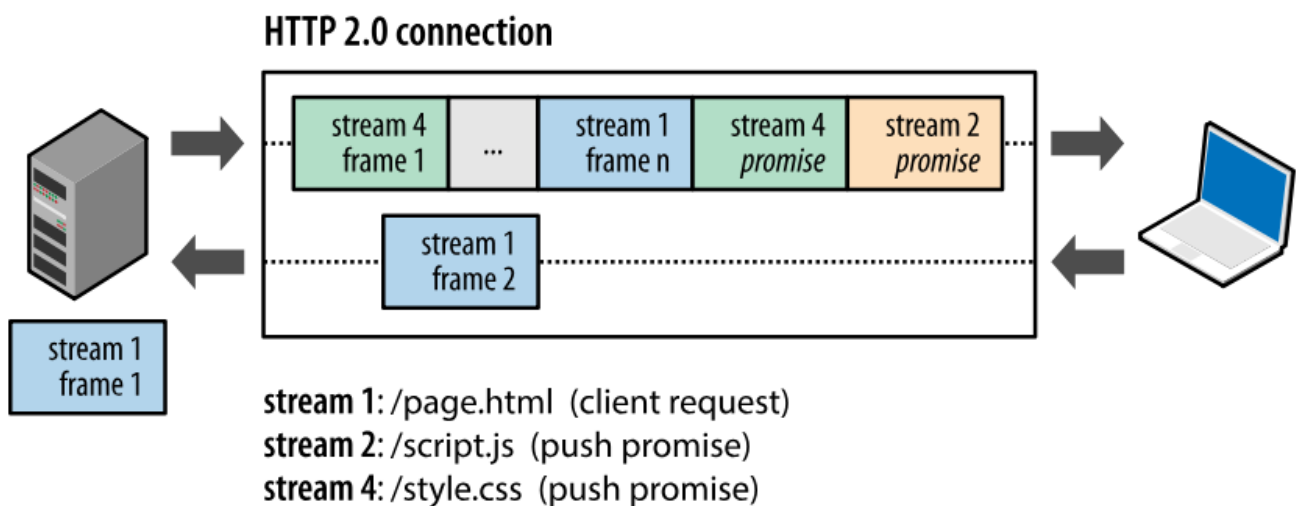 HTTP 2.0 connection
stream 4
frame 1
...
stream 1
frame n
stream 4
promise
stream 2
promise
stream 1
frame 2
stream 1
frame 1
stream 1: /page.html (client request)
stream 2: /script.js (push promise)
stream 4: /style.css (push promise)